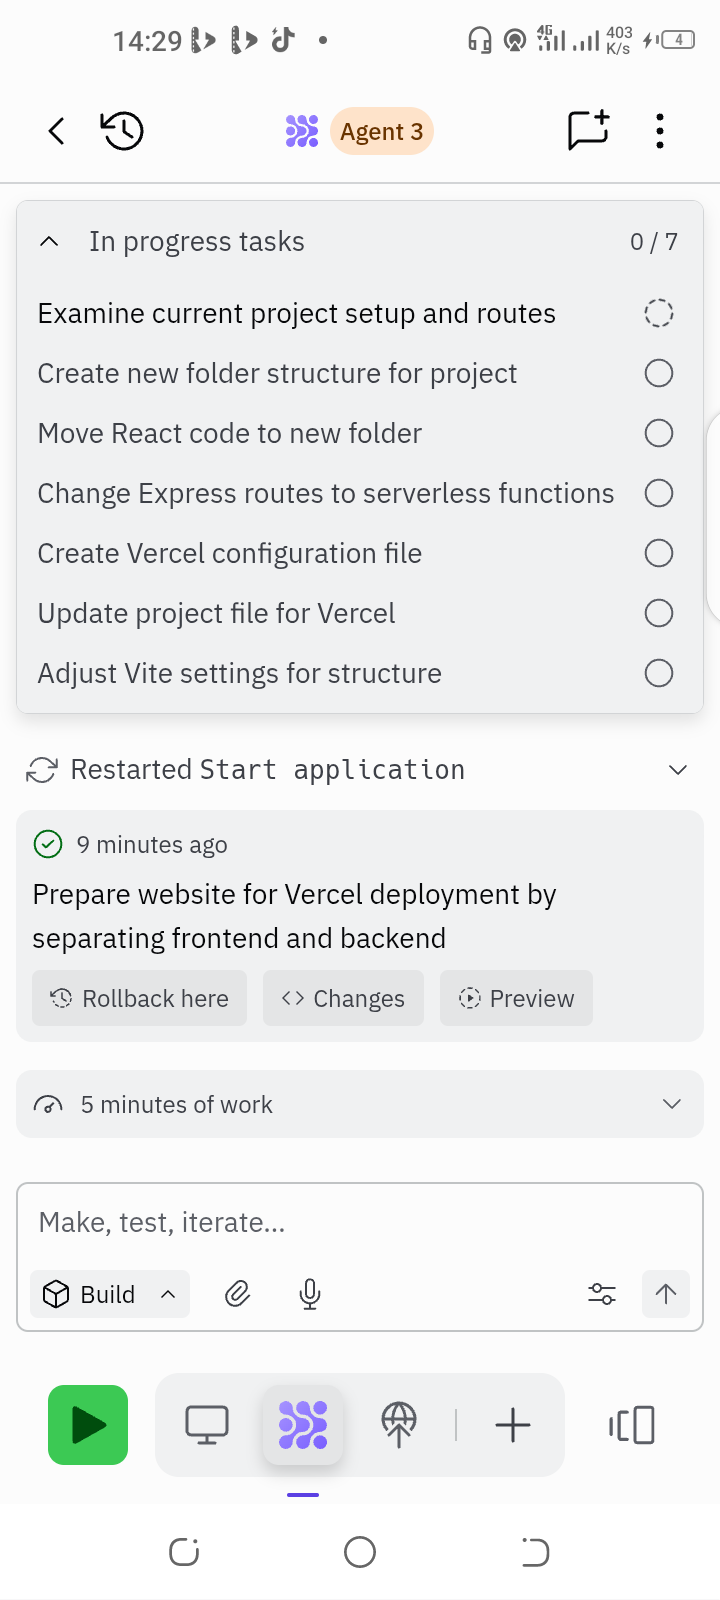 14:29
4G
403
K/s
4
Agent 3
In progress tasks
0 / 7
Examine current project setup and routes
Create new folder structure for project
Move React code to new folder
Change Express routes to serverless functions
Create Vercel configuration file
Update project file for Vercel
Adjust Vite settings for structure
Restarted Start application
9 minutes ago
Prepare website for Vercel deployment by
separating frontend and backend
Rollback here
Changes
Preview
5 minutes of work
Make, test, iterate...
Build